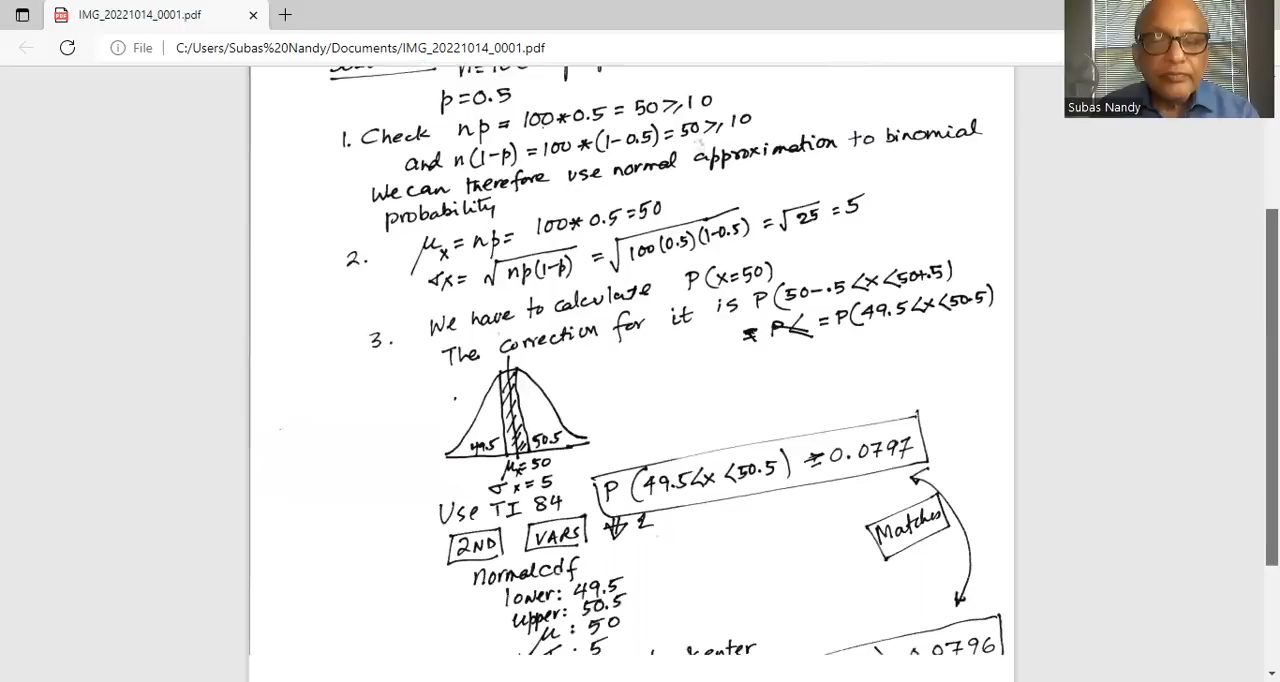 IMG_20221014_0001.pdf
File C:/Users/Subas%20Nandy/Documents/IMG_20221014_0001.pdf
Subas Nandy
p=0.5
1. Check np = 100*0.5 = 50 ≥ 10
and n(1-p) = 100 * (1-0.5) = 50 ≥ 10
We can therefore use normal approximation to binomial
probability
2. μx = np = 100* 0.5 = 50
σx = √np(1-p) = √100(0.5)(1-0.5) = √25 = 5
3. We have to calculate P(x=50)
The correction for it is P(50-.5<x<50+.5)
= P(49.5<x<50.5)
49.5 50.5
μx=50
σx=5
P(49.5<x<50.5) = 0.0797
Use TI 84
2ND VARS
Matches
normalcdf
lower: 49.5
upper: 50.5
μ : 50
σ : 5
enter
0.0796